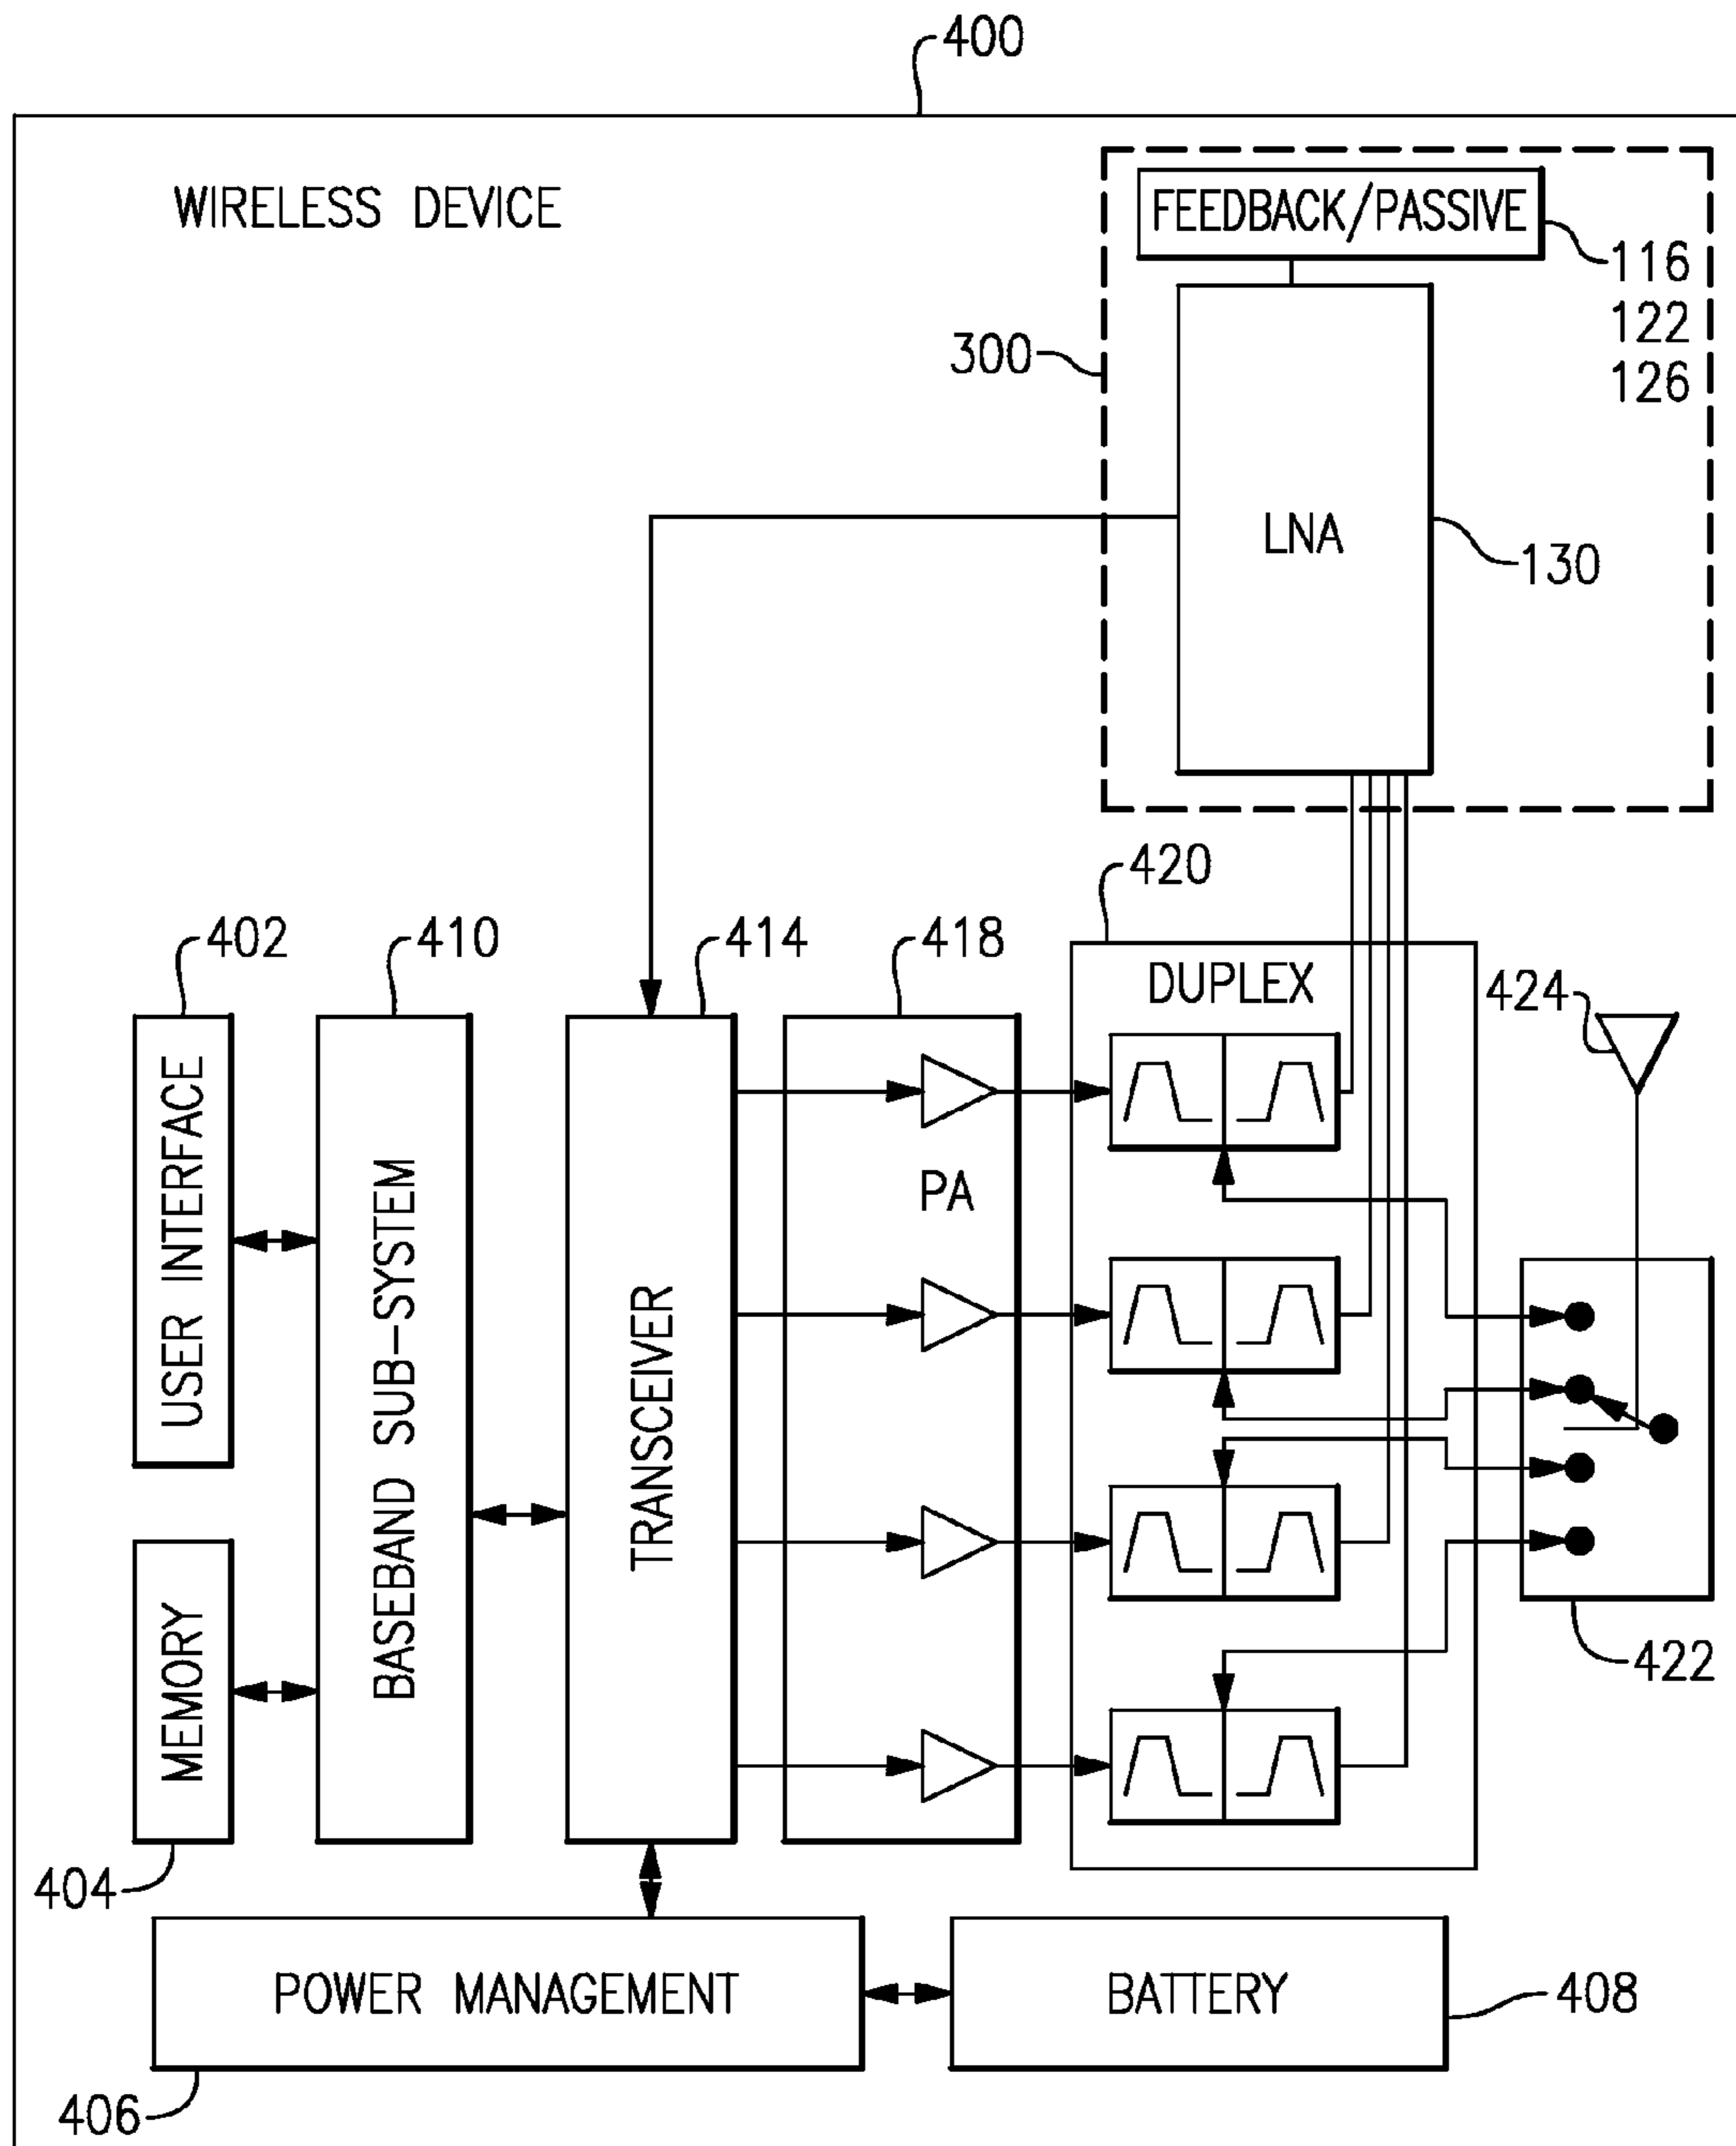 400
WIRELESS DEVICE
FEEDBACK/PASSIVE
116
122
126
300
LNA
130
420
402
410
414
418
DUPLEX
424
USER INTERFACE
BASEBAND SUB-SYSTEM
TRANSCEIVER
PA
MEMORY
422
404
POWER MANAGEMENT
BATTERY
408
406